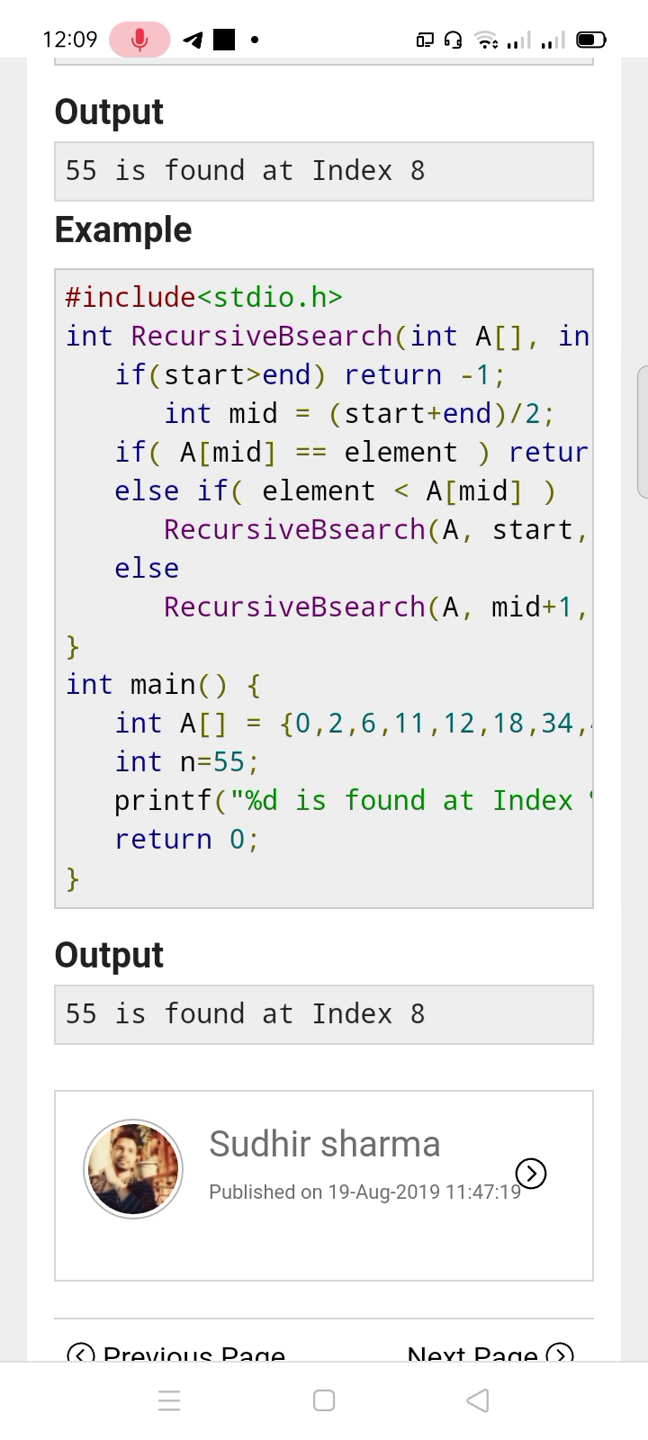 12:09
Output
55 is found at Index 8
Example
#include<stdio.h>
int RecursiveBsearch(int A[], in
if(start>end) return -1;
int mid = (start+end)/2;
if( A[mid] == element ) retur
else if( element < A[mid] )
RecursiveBsearch(A, start,
else
RecursiveBsearch(A, mid+1,
}
int main() {
int A[] = {0,2,6,11,12,18,34,
int n=55;
printf("%d is found at Index
return 0;
}
Output
55 is found at Index 8
Sudhir sharma
Published on 19-Aug-2019 11:47:19
Previous Page Next Page